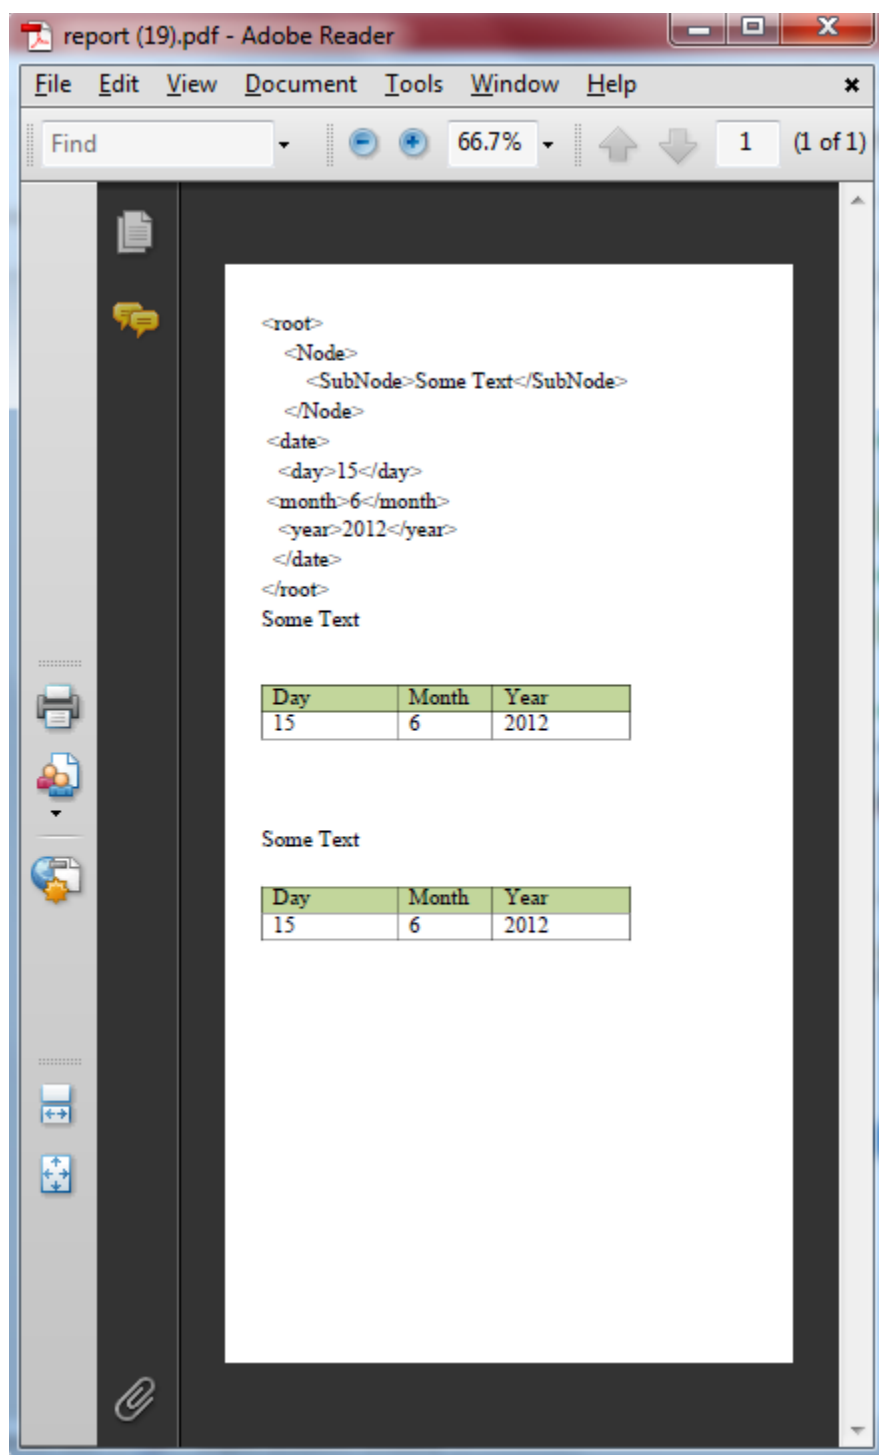 report (19).pdf - Adobe Reader
File Edit View Document Tools Window Help
Find 66.7% 1 (1 of 1)
<root>
<Node>
<SubNode>Some Text</SubNode>
</Node>
<date>
<day>15</day>
<month>6</month>
<year>2012</year>
</date>
</root>
Some Text
Day Month Year
15 6 2012
Some Text
Day Month Year
15 6 2012